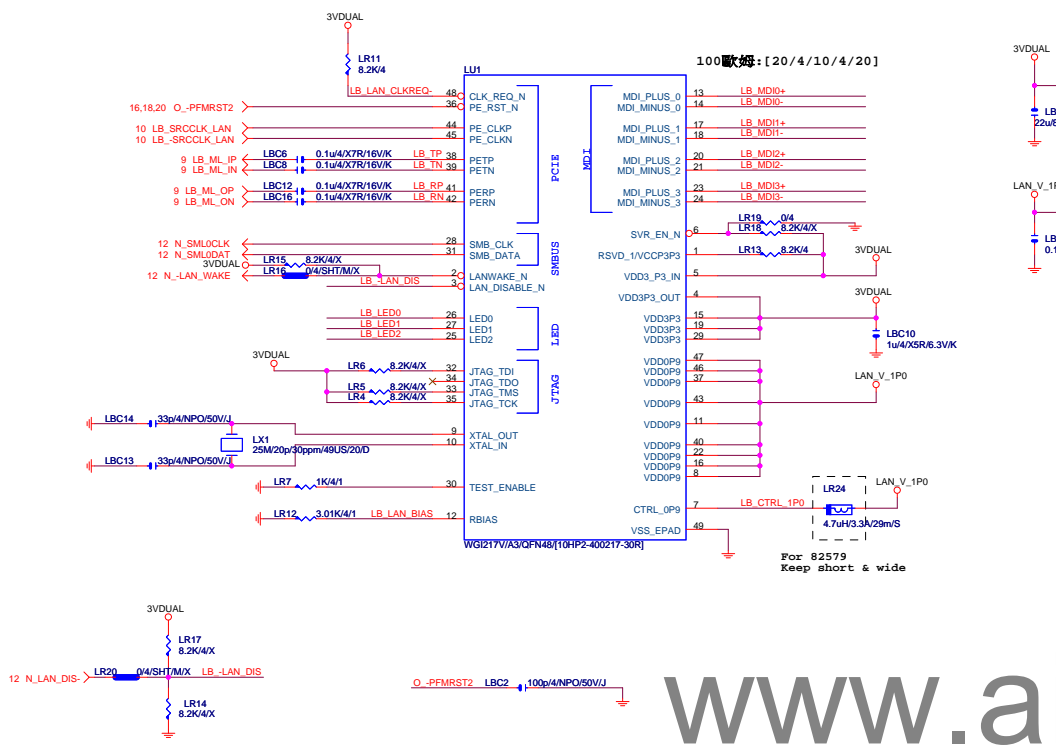 3VDUAL
LR11
8.2K/4
LU1
100歐姆:[20/4/10/4/20]
3VDUAL
LB_LAN_CLKREQ- 48 CLK_REQ_N
16,18,20 O_-PFMRST2 36 PE_RST_N
10 LB_SRCCLK_LAN 44 PE_CLKP
10 LB_-SRCCLK_LAN 45 PE_CLKN
9 LB_ML_IP LBC6 0.1u/4/X7R/16V/K LB_TP 38 PETP
9 LB_ML_IN LBC8 0.1u/4/X7R/16V/K LB_TN 39 PETN
9 LB_ML_OP LBC12 0.1u/4/X7R/16V/K LB_RP 41 PERP
9 LB_ML_ON LBC16 0.1u/4/X7R/16V/K LB_RN 42 PERN
PCIE
MDI
MDI_PLUS_0 13 LB_MDI0+
MDI_MINUS_0 14 LB_MDI0-
MDI_PLUS_1 17 LB_MDI1+
MDI_MINUS_1 18 LB_MDI1-
MDI_PLUS_2 20 LB_MDI2+
MDI_MINUS_2 21 LB_MDI2-
MDI_PLUS_3 23 LB_MDI3+
MDI_MINUS_3 24 LB_MDI3-
12 N_SML0CLK 28 SMB_CLK
12 N_SML0DAT 31 SMB_DATA
SMBUS
3VDUAL LR15 8.2K/4/X
12 N_-LAN_WAKE LR16 0/4/SHT/M/X 2 LANWAKE_N
LB_-LAN_DIS 3 LAN_DISABLE_N
SVR_EN_N 6 LR19 0/4
LR18 8.2K/4/X
RSVD_1/VCCP3P3 1 LR13 8.2K/4
3VDUAL
VDD3_P3_IN 5
VDD3P3_OUT 4
3VDUAL
VDD3P3 15
VDD3P3 19
VDD3P3 29
LBC10
1u/4/X5R/6.3V/K
LB_LED0 26 LED0
LB_LED1 27 LED1
LB_LED2 25 LED2
LED
3VDUAL
LR6 8.2K/4/X 32 JTAG_TDI
34 JTAG_TDO
LR5 8.2K/4/X 33 JTAG_TMS
LR4 8.2K/4/X 35 JTAG_TCK
JTAG
VDD0P9 47
VDD0P9 46
VDD0P9 37
LAN_V_1P0
VDD0P9 43
VDD0P9 11
VDD0P9 40
VDD0P9 22
VDD0P9 16
VDD0P9 8
LBC14 33p/4/NPO/50V/J
9 XTAL_OUT
10 XTAL_IN
LX1
25M/20p/30ppm/49US/20/D
LBC13 33p/4/NPO/50V/J
LR7 1K/4/1 30 TEST_ENABLE
LR12 3.01K/4/1 LB_LAN_BIAS 12 RBIAS
CTRL_0P9 7 LB_CTRL_1P0
LR24
4.7uH/3.3A/29m/S
LAN_V_1P0
VSS_EPAD 49
WGI217V/A3/QFN48/[10HP2-400217-30R]
For 82579
Keep short & wide
3VDUAL
LR17
8.2K/4/X
12 N_LAN_DIS- LR20 0/4/SHT/M/X LB_-LAN_DIS
LR14
8.2K/4/X
O_-PFMRST2 LBC2 100p/4/NPO/50V/J
www.a